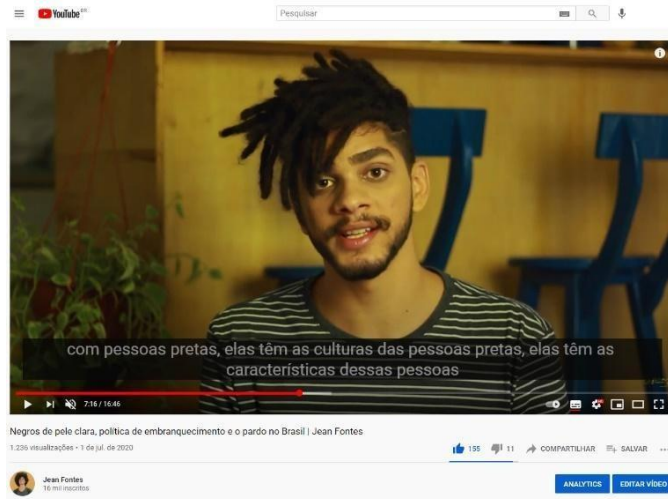 YouTube BR
Pesquisar
com pessoas pretas, elas têm as culturas das pessoas pretas, elas têm as
características dessas pessoas
7:16 / 16:46
Negros de pele clara, política de embranquecimento e o pardo no Brasil | Jean Fontes
1.236 visualizações • 1 de jul. de 2020
155
11
COMPARTILHAR
SALVAR
Jean Fontes
16 mil inscritos
ANALYTICS
EDITAR VÍDEO